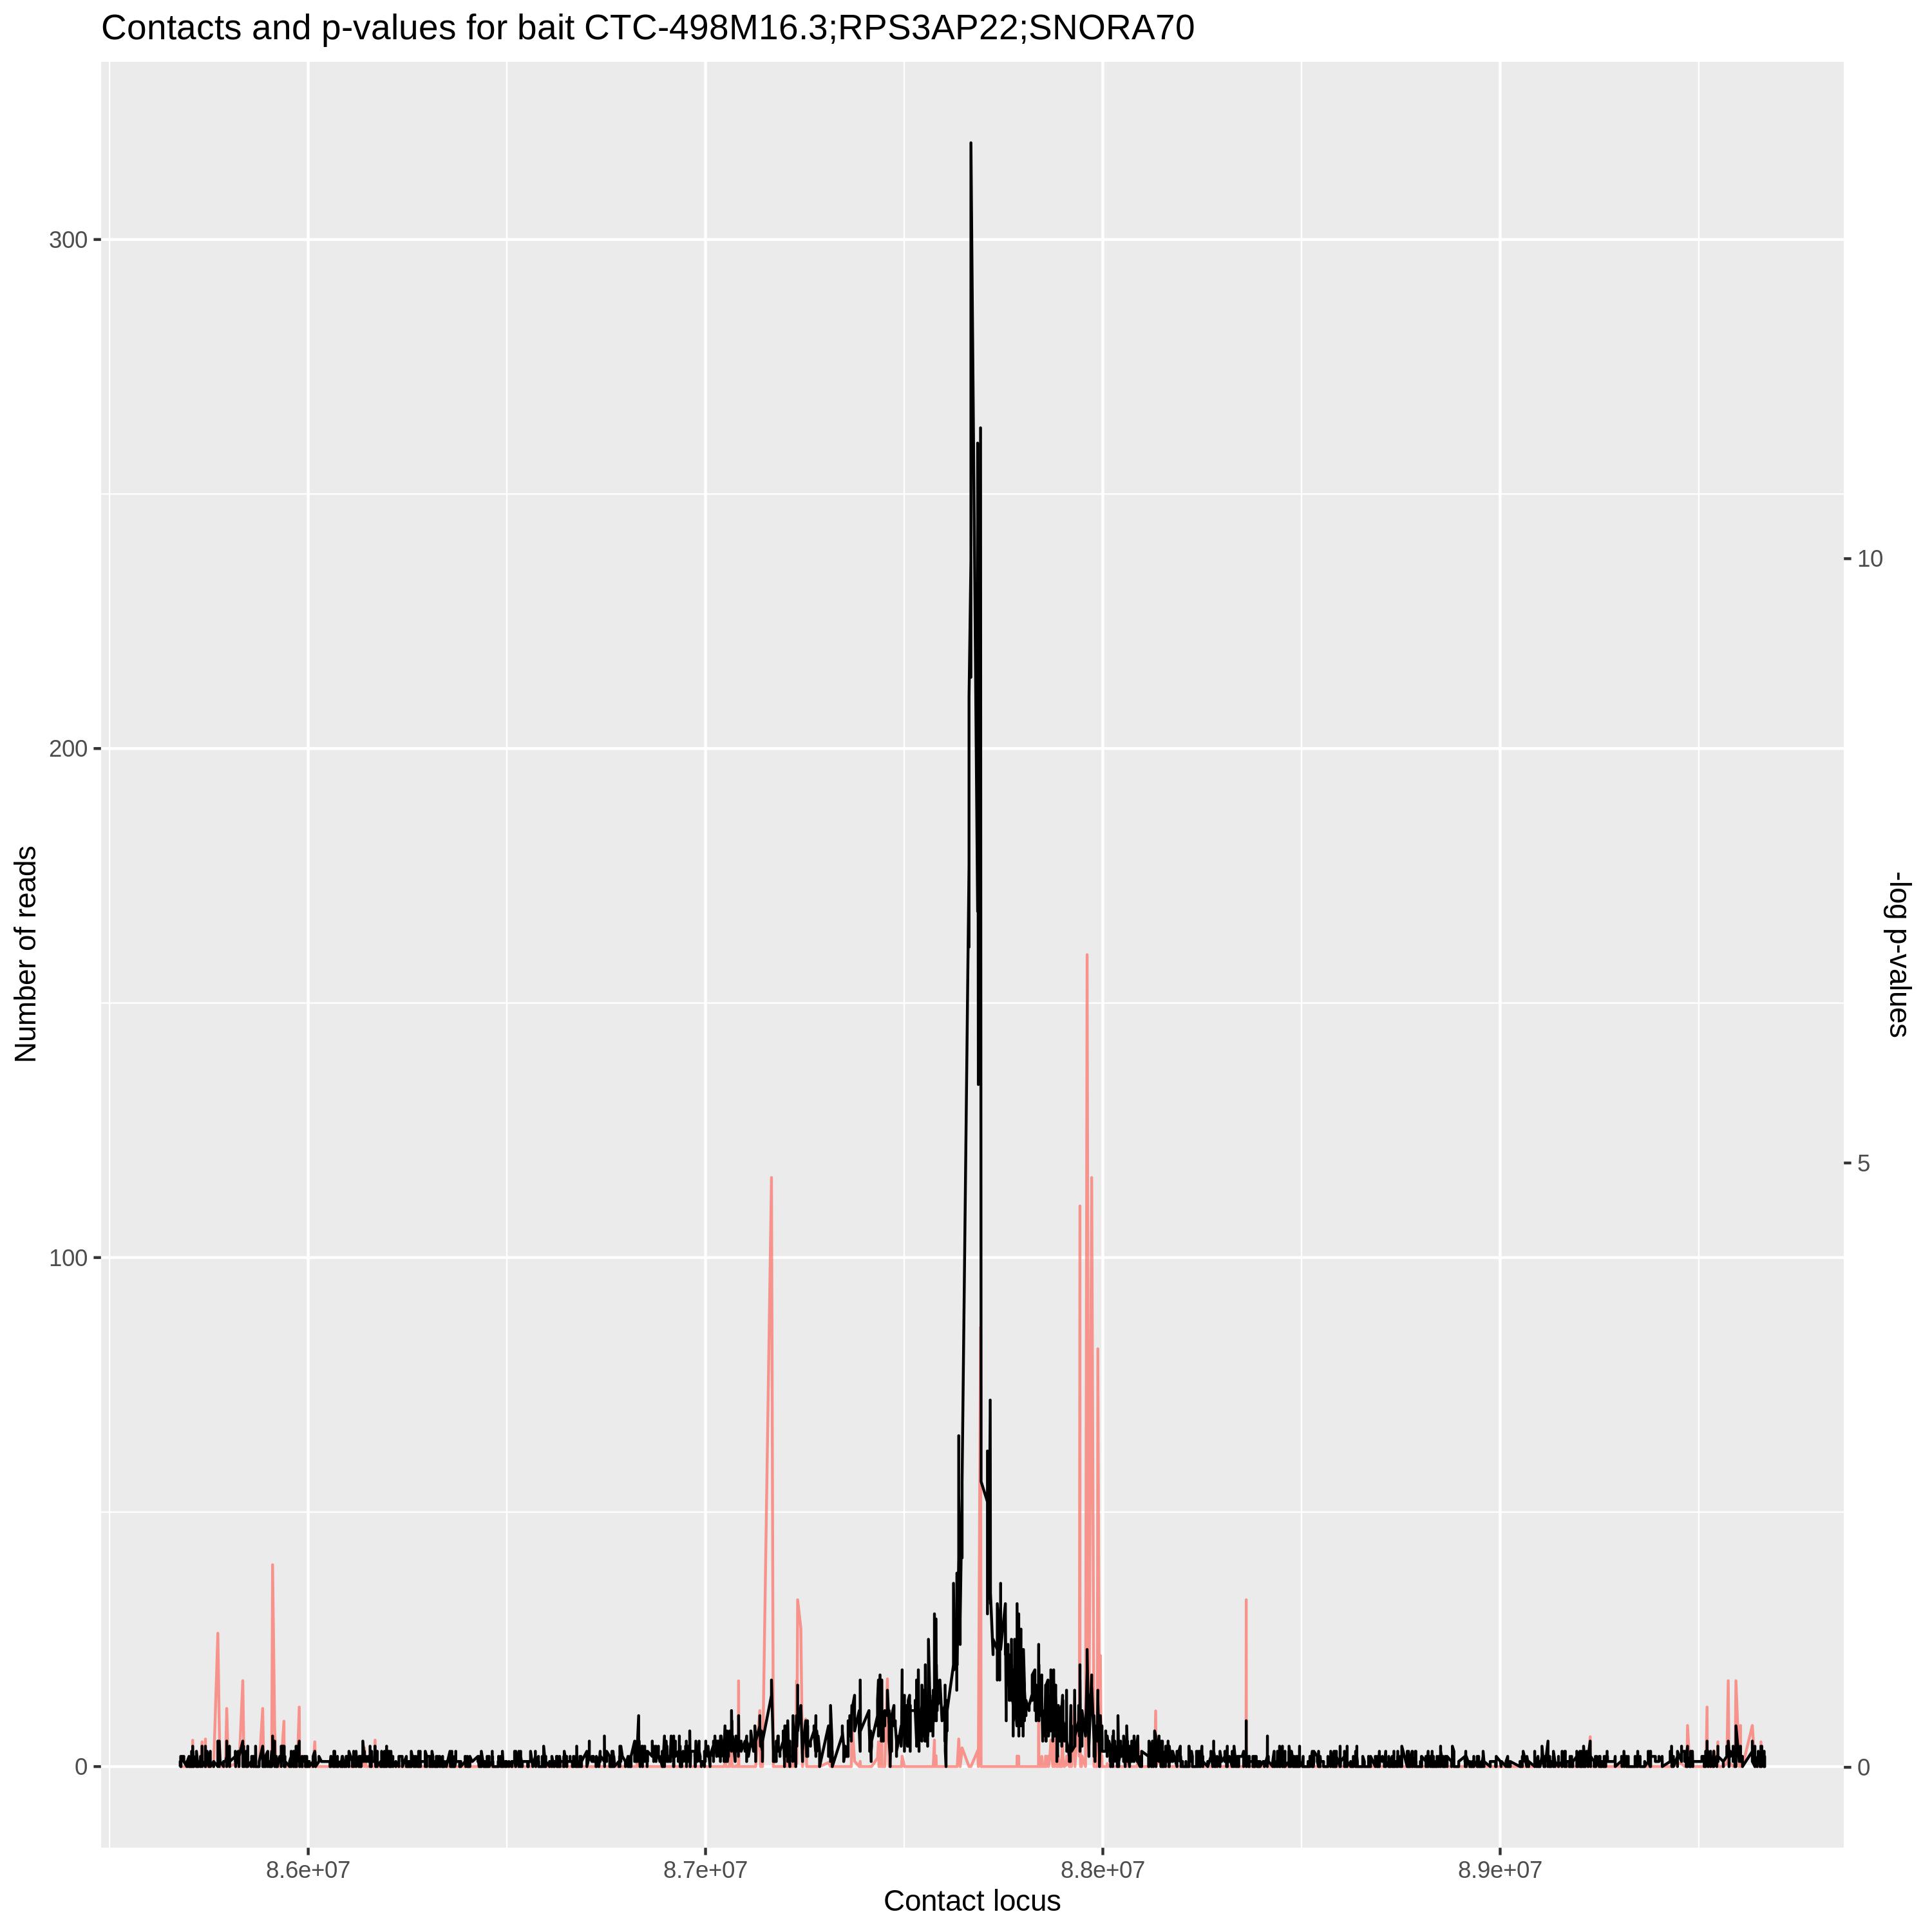 Contacts and p-values for bait CTC-498M16.3;RPS3AP22;SNORA70
300
200
100
0
Number of reads
10
5
0
-log p-values
8.6e+07
8.7e+07
8.8e+07
8.9e+07
Contact locus